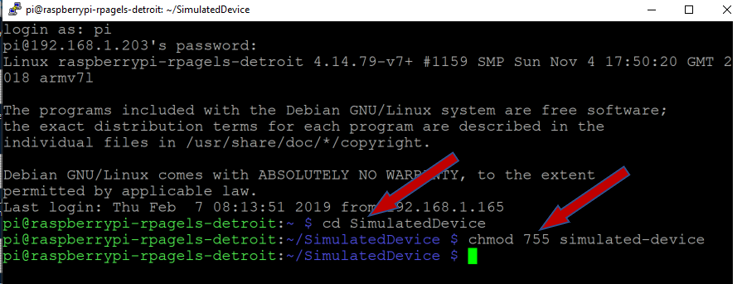 pi@raspberrypi-rpagels-detroit: ~/SimulatedDevice
login as: pi
pi@192.168.1.203's password:
Linux raspberrypi-rpagels-detroit 4.14.79-v7+ #1159 SMP Sun Nov 4 17:50:20 GMT 2
018 armv7l
The programs included with the Debian GNU/Linux system are free software;
the exact distribution terms for each program are described in the
individual files in /usr/share/doc/*/copyright.
Debian GNU/Linux comes with ABSOLUTELY NO WARRANTY, to the extent
permitted by applicable law.
Last login: Thu Feb  7 08:13:51 2019 from 192.168.1.165
pi@raspberrypi-rpagels-detroit:~ $ cd SimulatedDevice
pi@raspberrypi-rpagels-detroit:~/SimulatedDevice $ chmod 755 simulated-device
pi@raspberrypi-rpagels-detroit:~/SimulatedDevice $